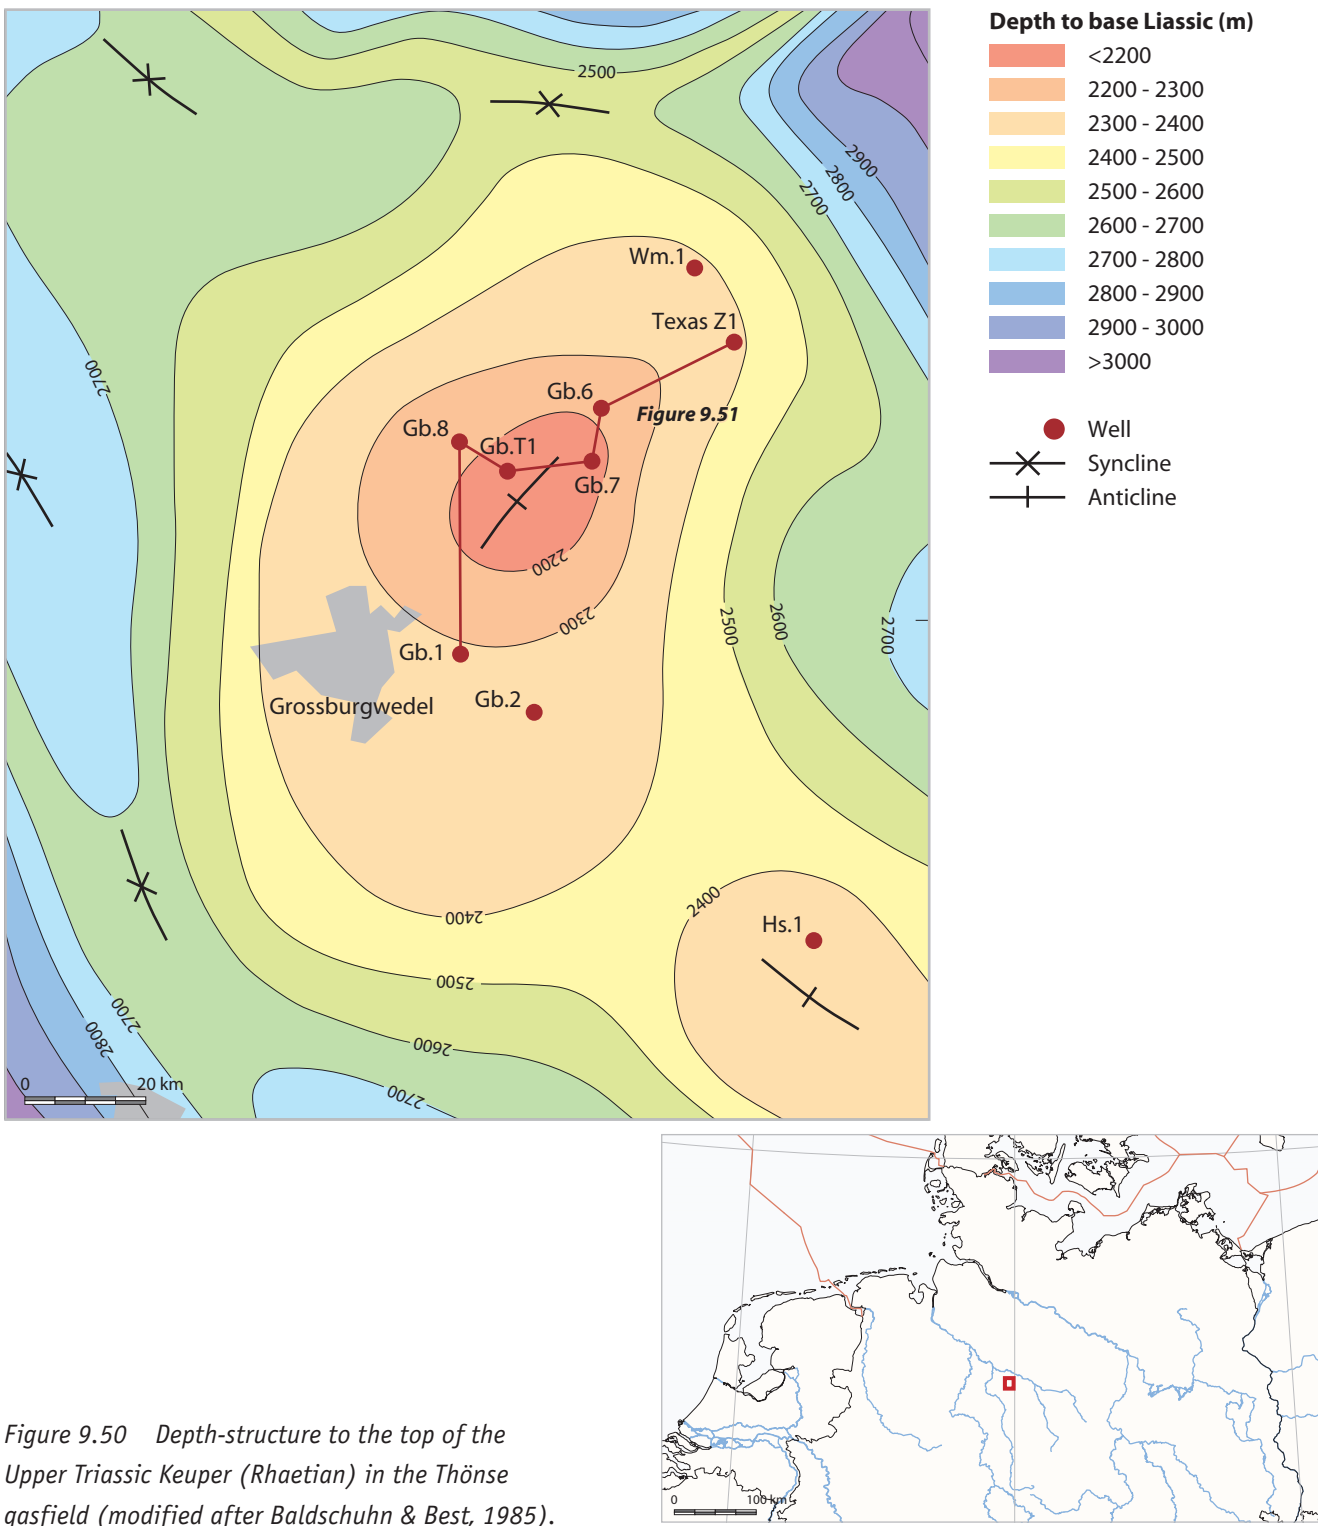 Depth to base Liassic (m)
<2200
2200 - 2300
2300 - 2400
2400 - 2500
2500 - 2600
2600 - 2700
2700 - 2800
2800 - 2900
2900 - 3000
>3000
Well
Syncline
Anticline
2500
2900
2800
2700
Wm.1
Texas Z1
2700
Gb.6
Figure 9.51
Gb.8
Gb.T1
Gb.7
2200
2300
2500
2600
2700
Gb.1
Gb.2
Grossburgwedel
2400
2400
Hs.1
2500
2700
2800
2600
2700
0 20 km
0 100 km
Figure 9.50 Depth-structure to the top of the
Upper Triassic Keuper (Rhaetian) in the Thönse
gasfield (modified after Baldschuhn & Best, 1985).